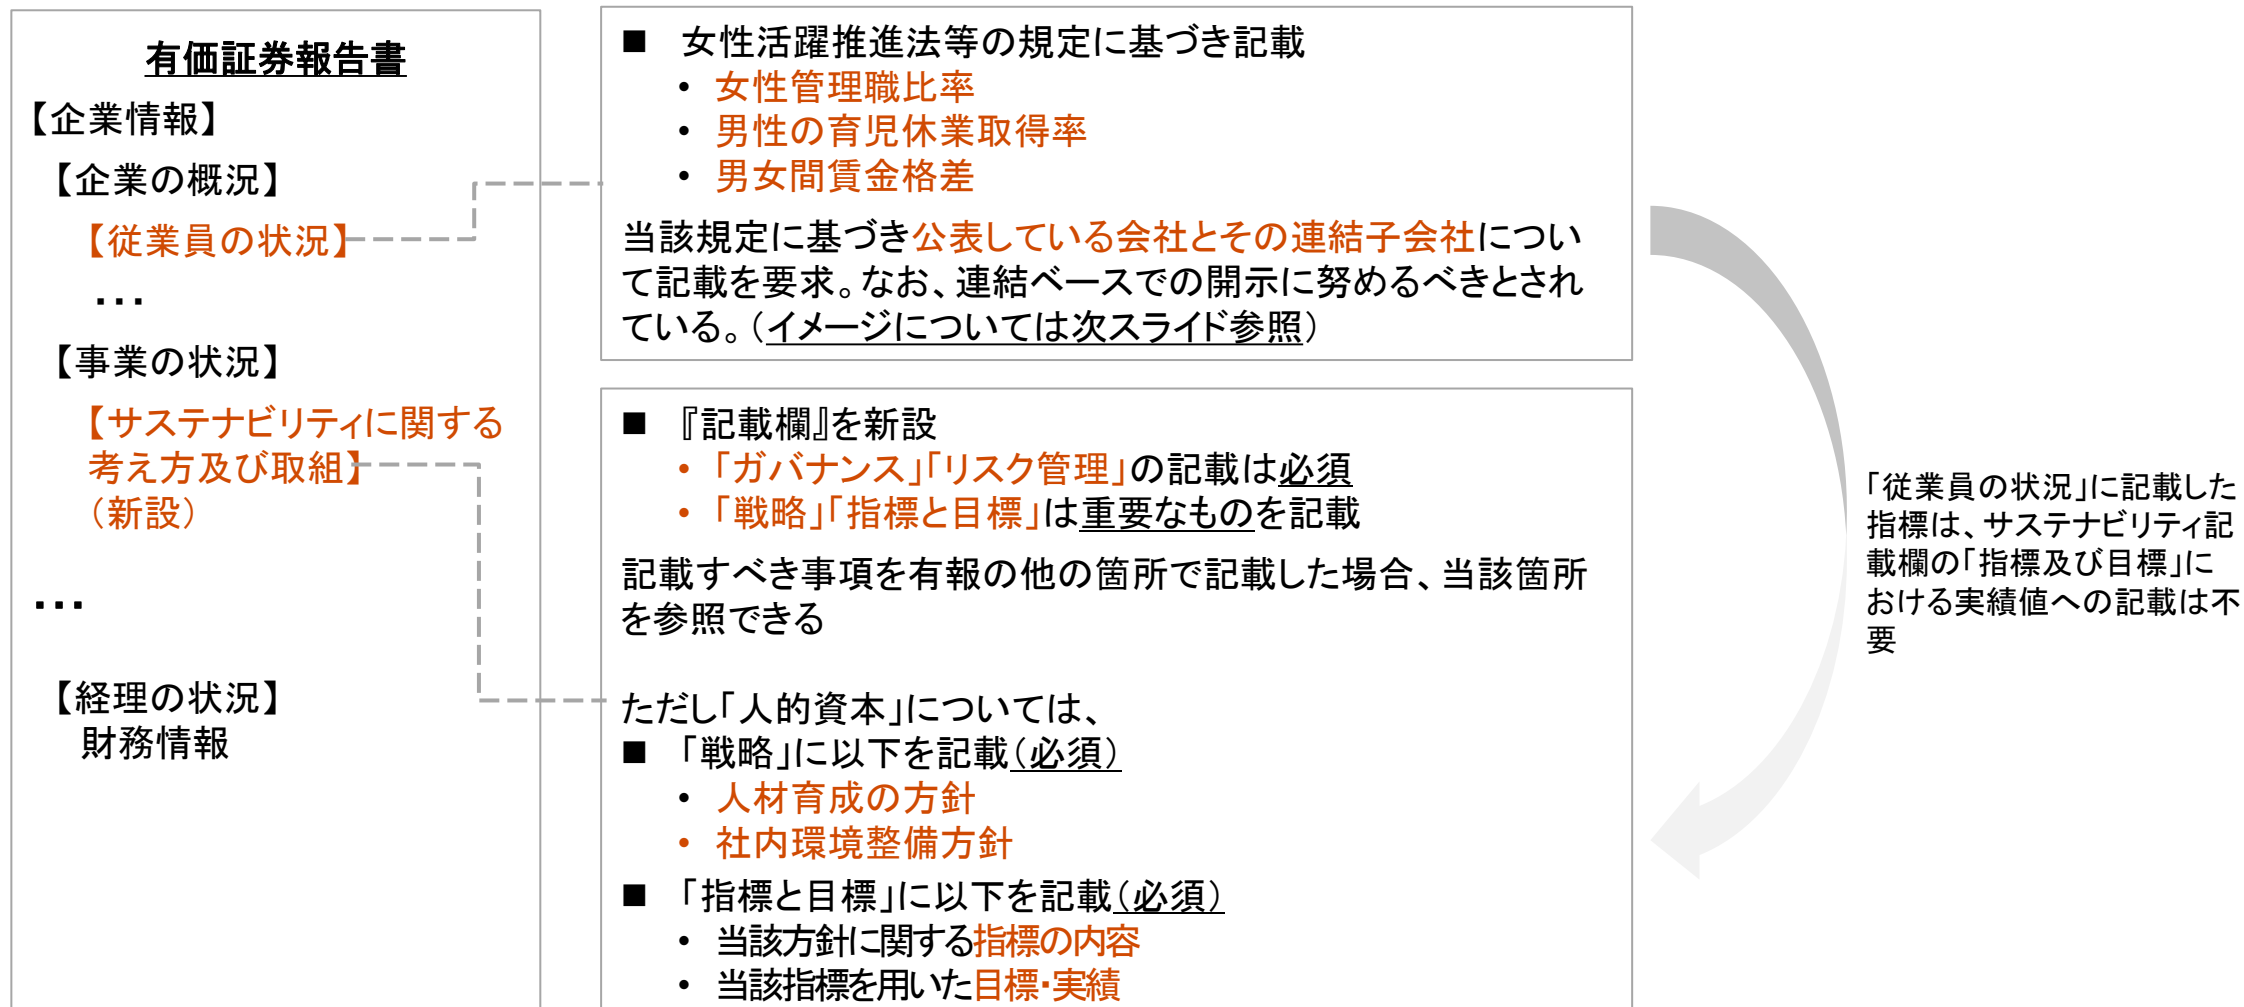 有価証券報告書
【企業情報】
【企業の概況】
【従業員の状況】
・・・
【事業の状況】
【サステナビリティに関する
考え方及び取組】
（新設）
・・・
【経理の状況】
財務情報
■ 女性活躍推進法等の規定に基づき記載
• 女性管理職比率
• 男性の育児休業取得率
• 男女間賃金格差
当該規定に基づき公表している会社とその連結子会社につい
て記載を要求。なお、連結ベースでの開示に努めるべきとされ
ている。（イメージについては次スライド参照）
■ 『記載欄』を新設
• 「ガバナンス」「リスク管理」の記載は必須
• 「戦略」「指標と目標」は重要なものを記載
記載すべき事項を有報の他の箇所で記載した場合、当該箇所
を参照できる
ただし「人的資本」については、
■ 「戦略」に以下を記載（必須）
• 人材育成の方針
• 社内環境整備方針
■ 「指標と目標」に以下を記載（必須）
• 当該方針に関する指標の内容
• 当該指標を用いた目標・実績
「従業員の状況」に記載した
指標は、サステナビリティ記
載欄の「指標及び目標」に
おける実績値への記載は不
要